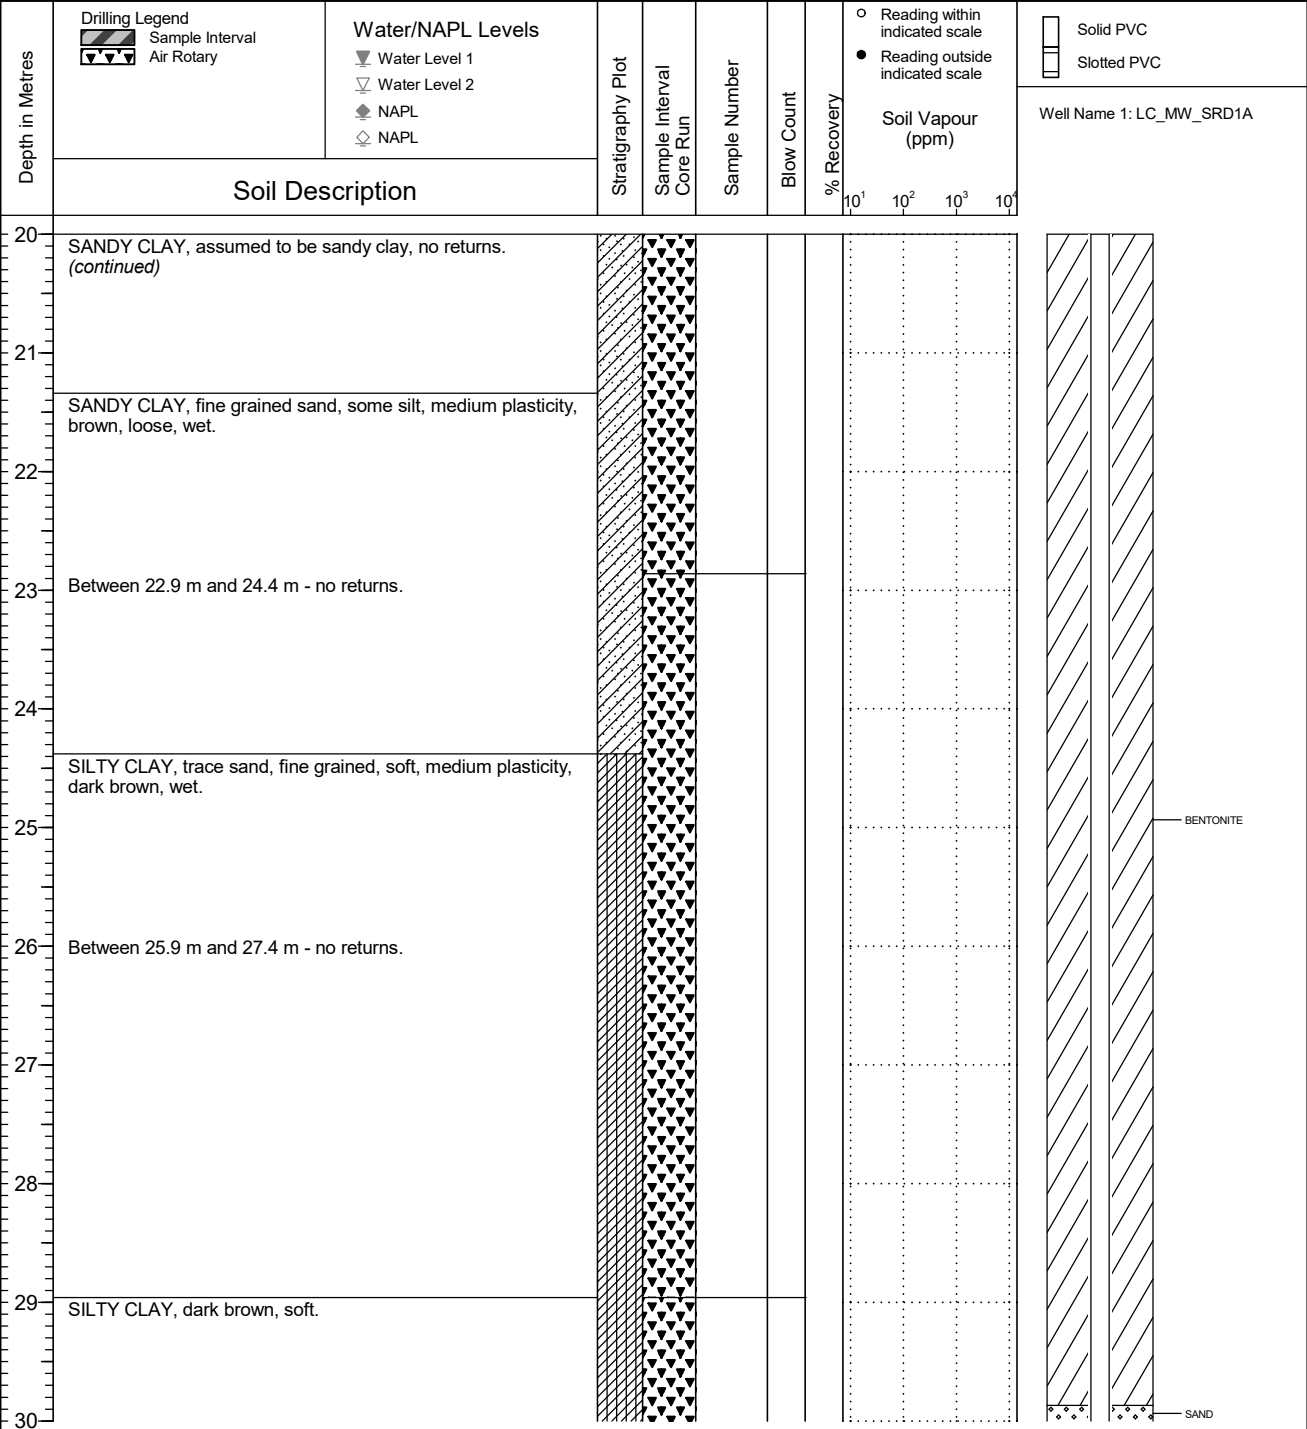 Depth in Metres
Drilling Legend
Sample Interval
Air Rotary
Water/NAPL Levels
Water Level 1
Water Level 2
NAPL
NAPL
Soil Description
Stratigraphy Plot
Sample Interval
Core Run
Sample Number
Blow Count
% Recovery
Reading within
indicated scale
Reading outside
indicated scale
Soil Vapour
(ppm)
10¹ 10² 10³ 10⁴
Solid PVC
Slotted PVC
Well Name 1: LC_MW_SRD1A
20
SANDY CLAY, assumed to be sandy clay, no returns.
(continued)
21
SANDY CLAY, fine grained sand, some silt, medium plasticity,
brown, loose, wet.
22
Between 22.9 m and 24.4 m - no returns.
23
24
SILTY CLAY, trace sand, fine grained, soft, medium plasticity,
dark brown, wet.
25
BENTONITE
Between 25.9 m and 27.4 m - no returns.
26
27
28
29
SILTY CLAY, dark brown, soft.
SAND
30